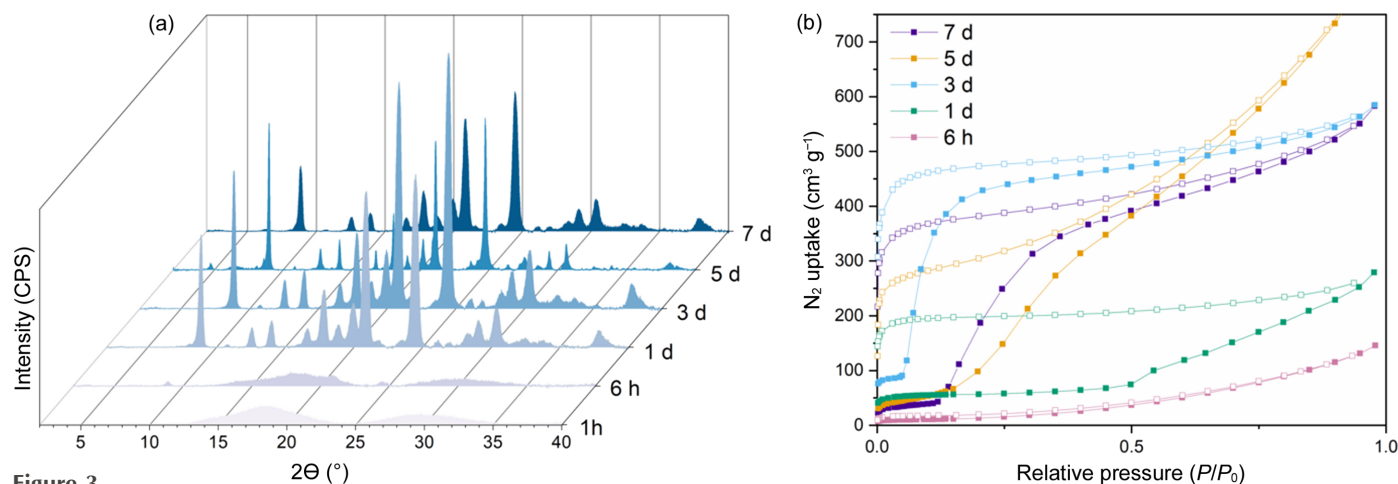 (a)
Intensity (CPS)
7 d
5 d
3 d
1 d
6 h
1h
5
10
15
20
25
30
35
40
2Θ (°)
(b)
7 d
5 d
3 d
1 d
6 h
N₂ uptake (cm³ g⁻¹)
700
600
500
400
300
200
100
0
0.0
0.5
1.0
Relative pressure (P/P₀)
Figure 3